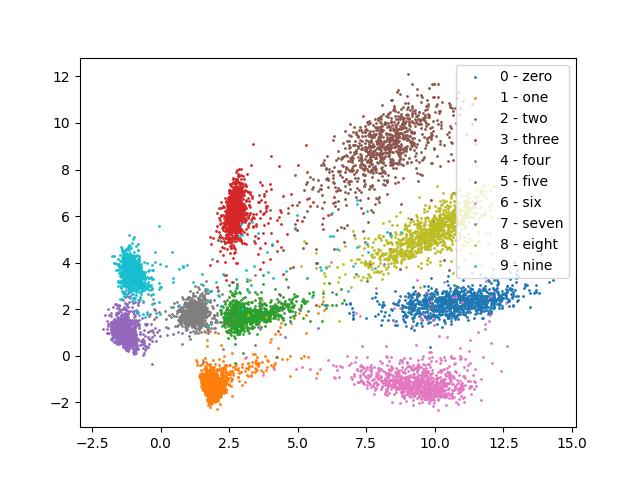 12
10
8
6
4
2
0
−2
−2.5 0.0 2.5 5.0 7.5 10.0 12.5 15.0
0 - zero
1 - one
2 - two
3 - three
4 - four
5 - five
6 - six
7 - seven
8 - eight
9 - nine